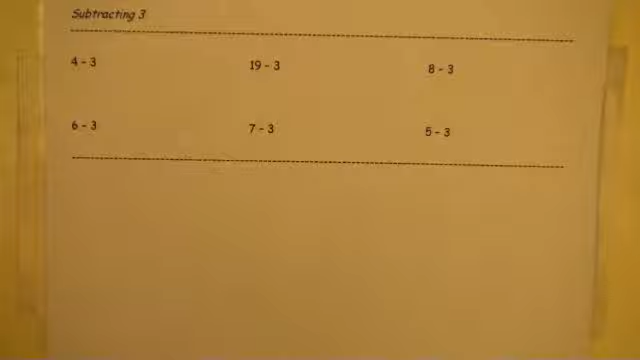 Subtracting 3
4 - 3 19 - 3 8 - 3
6 - 3 7 - 3 5 - 3